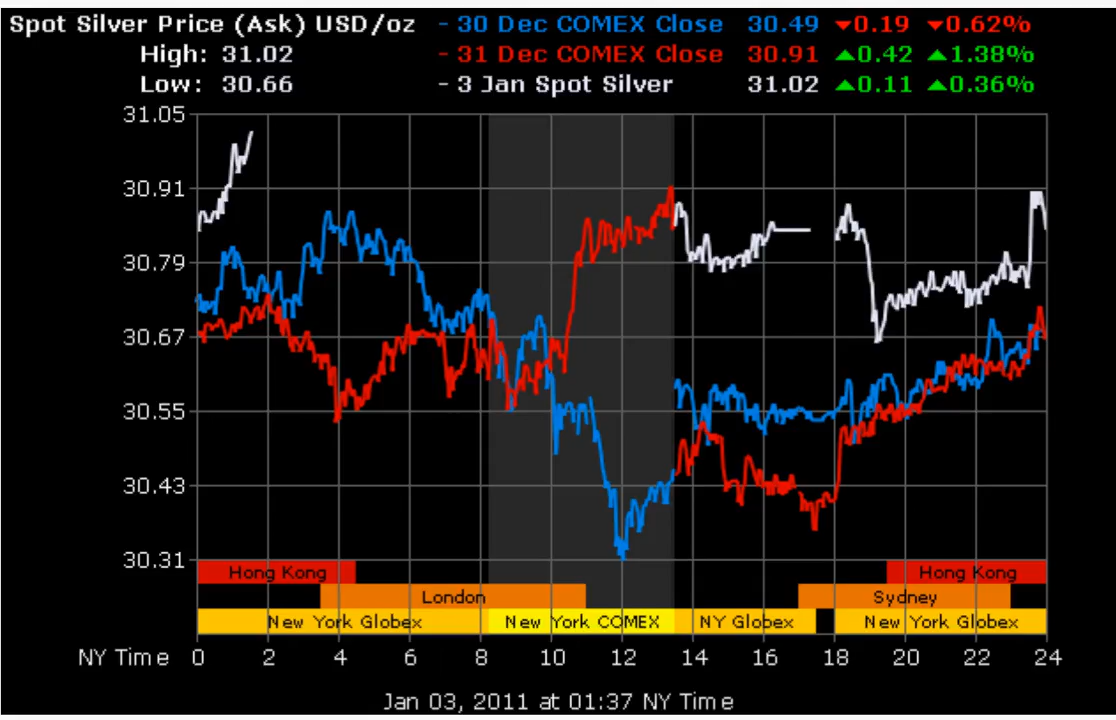 Spot Silver Price (Ask) USD/oz - 30 Dec COMEX Close 30.49 ▼0.19 ▼0.62%
High: 31.02 - 31 Dec COMEX Close 30.91 ▲0.42 ▲1.38%
Low: 30.66 - 3 Jan Spot Silver 31.02 ▲0.11 ▲0.36%
31.05
30.91
30.79
30.67
30.55
30.43
30.31
Hong Kong Hong Kong
London Sydney
New York Globex New York COMEX NY Globex New York Globex
NY Time 0 2 4 6 8 10 12 14 16 18 20 22 24
Jan 03, 2011 at 01:37 NY Time